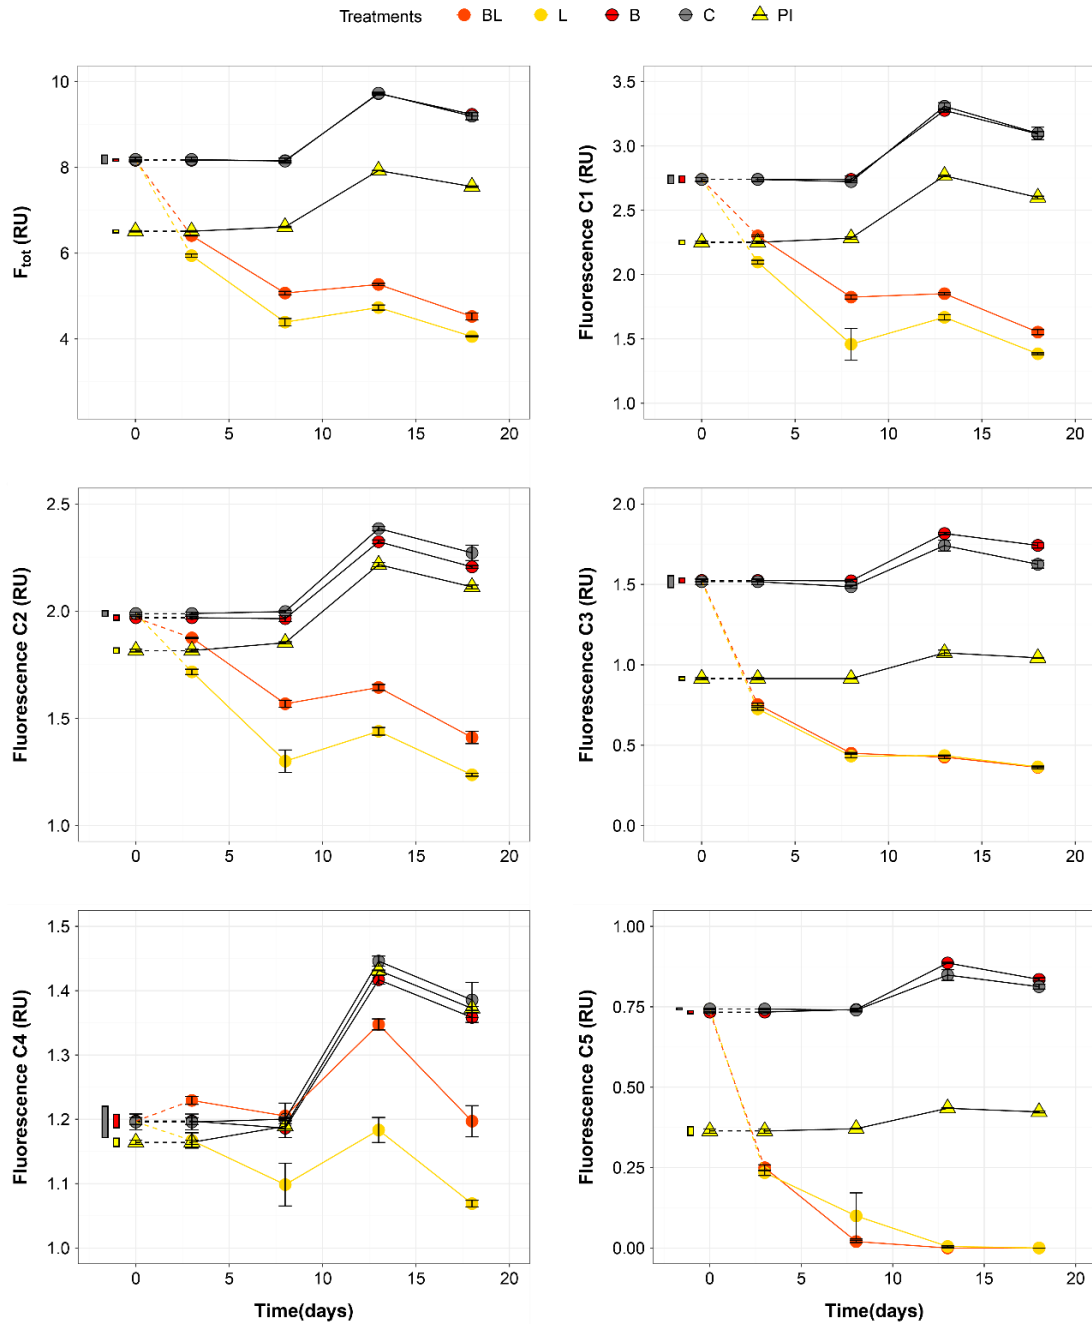 Treatments BL L B C PI
F_tot (RU)
10
8
6
4
0 5 10 15 20
Fluorescence C1 (RU)
3.5
3.0
2.5
2.0
1.5
1.0
0 5 10 15 20
Fluorescence C2 (RU)
2.5
2.0
1.5
1.0
0 5 10 15 20
Fluorescence C3 (RU)
2.0
1.5
1.0
0.5
0.0
0 5 10 15 20
Fluorescence C4 (RU)
1.5
1.4
1.3
1.2
1.1
1.0
0 5 10 15 20
Time(days)
Fluorescence C5 (RU)
1.00
0.75
0.50
0.25
0.00
0 5 10 15 20
Time(days)